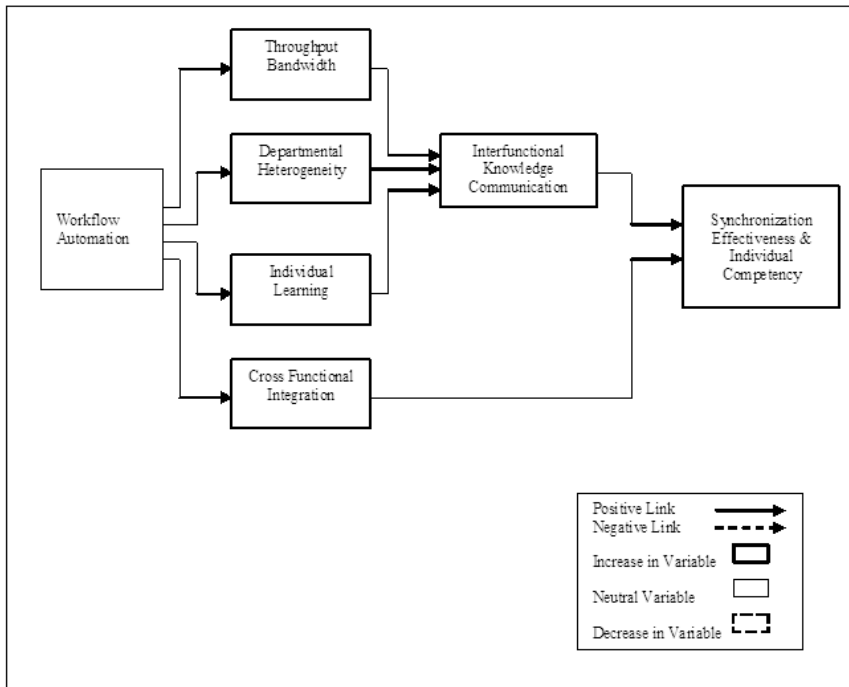 Throughput
Bandwidth
Departmental
Heterogeneity
Interfunctional
Knowledge
Communication
Workflow
Automation
Synchronization
Effectiveness &
Individual
Competency
Individual
Learning
Cross Functional
Integration
Positive Link
Negative Link
Increase in Variable
Neutral Variable
Decrease in Variable